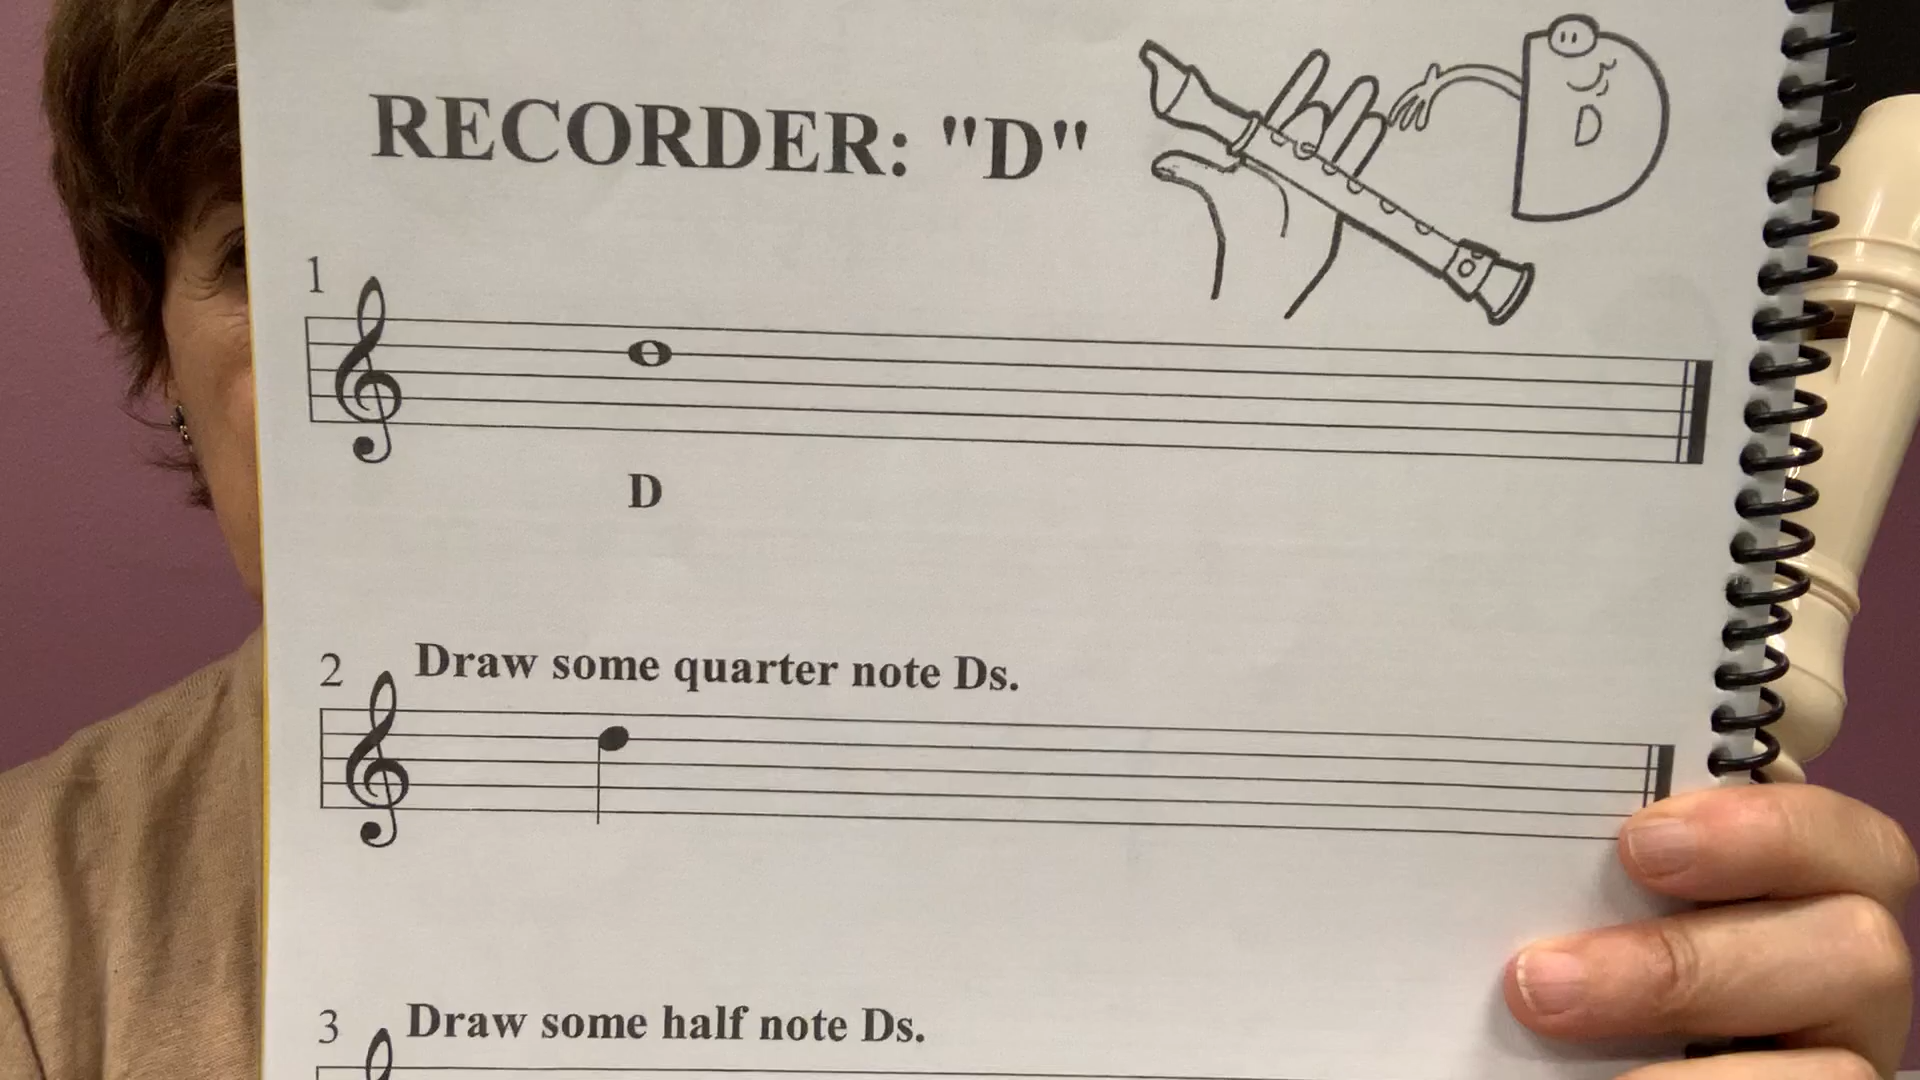 RECORDER: "D"
D
1
D
2 Draw some quarter note Ds.
3 Draw some half note Ds.